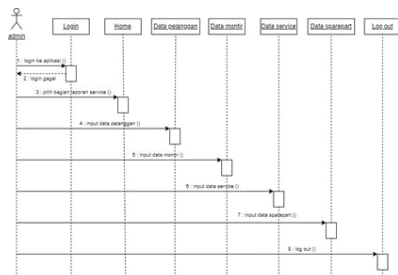 Login
Home
Data pelanggan
Data montir
Data service
Data sparepart
Log out
admin
1 : login ke aplikasi ()
2 : login gagal
3 : pilih bagian laporan service ()
4 : input data pelanggan ()
5 : input data montir ()
6 : input data service ()
7 : input data sparepart ()
8 : log out ()